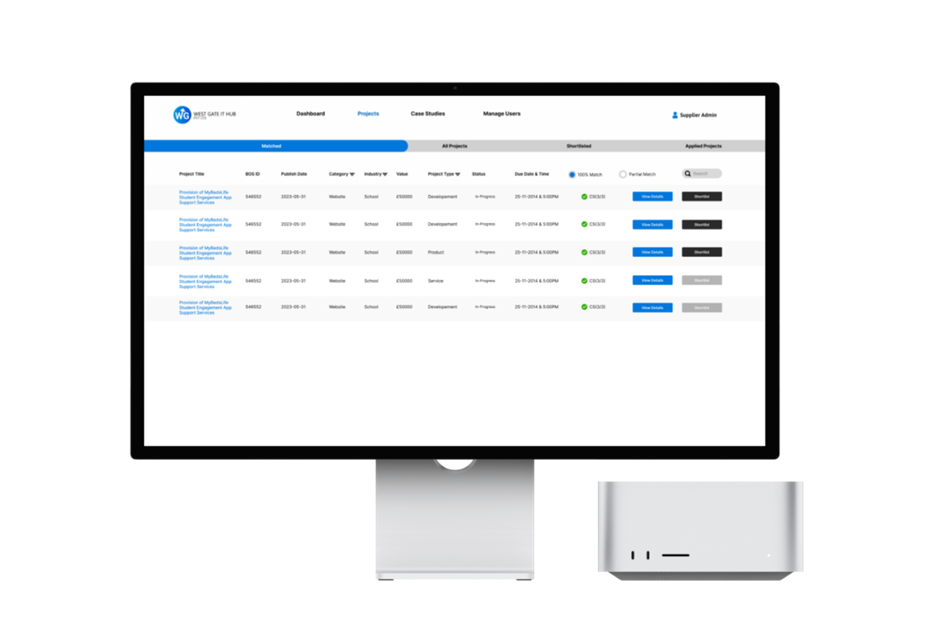 WG WEST GATE IT HUB
Dashboard Projects Case Studies Manage Users Supplier Admin
Matched All Projects Shortlisted Applied Projects
Project Title BOS ID Publish Date Category Industry Value Project Type Status Due Date & Time 100% Match Partial Match Search
Provision of MyBedsLife
Student Engagement App
Support Services
546552 2023-05-31 Website School £50000 Developement In-Progress 25-11-2014 & 5:00PM CS(3/3) View Details Shortlist
Provision of MyBedsLife
Student Engagement App
Support Services
546552 2023-05-31 Website School £50000 Developement In-Progress 25-11-2014 & 5:00PM CS(3/3) View Details Shortlist
Provision of MyBedsLife
Student Engagement App
Support Services
546552 2023-05-31 Website School £50000 Product In-Progress 25-11-2014 & 5:00PM CS(3/3) View Details Shortlist
Provision of MyBedsLife
Student Engagement App
Support Services
546552 2023-05-31 Website School £50000 Service In-Progress 25-11-2014 & 5:00PM CS(3/3) View Details Shortlist
Provision of MyBedsLife
Student Engagement App
Support Services
546552 2023-05-31 Website School £50000 Developement In-Progress 25-11-2014 & 5:00PM CS(3/3) View Details Shortlist